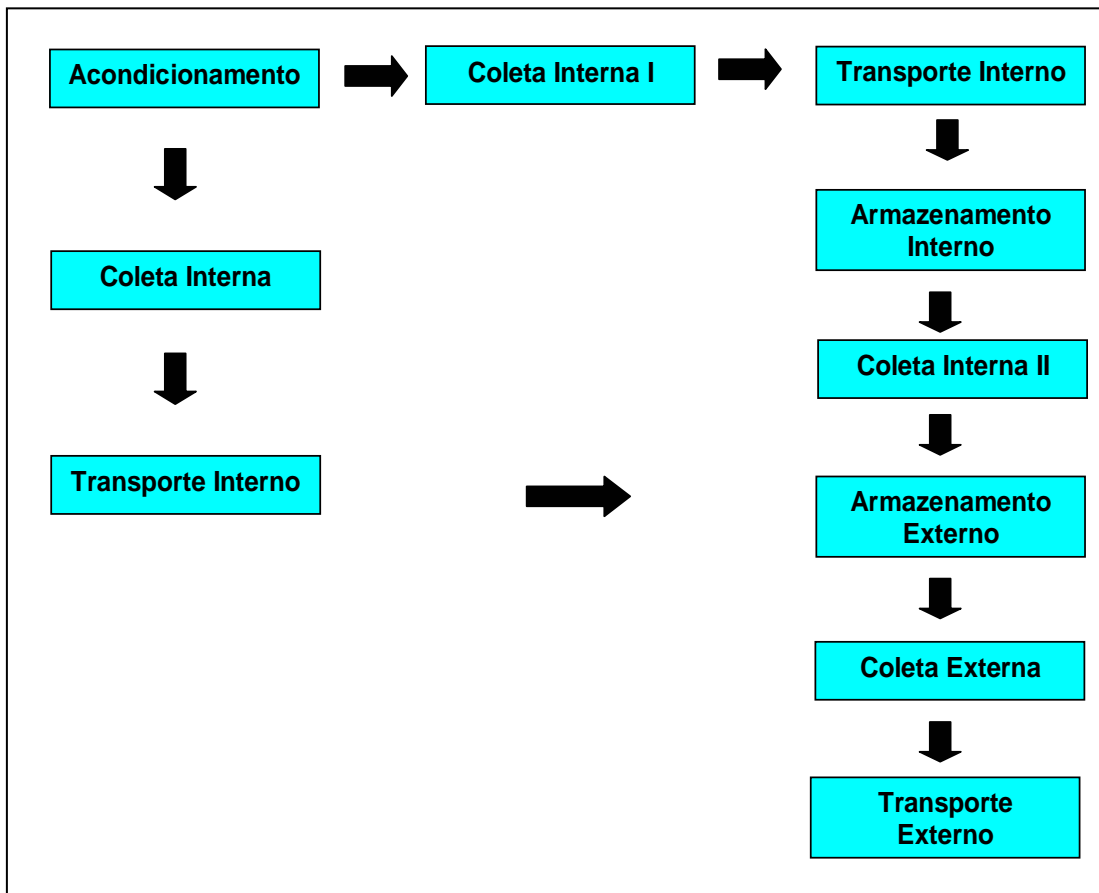 Acondicionamento
Coleta Interna I
Transporte Interno
Armazenamento
Interno
Coleta Interna
Coleta Interna II
Transporte Interno
Armazenamento
Externo
Coleta Externa
Transporte
Externo